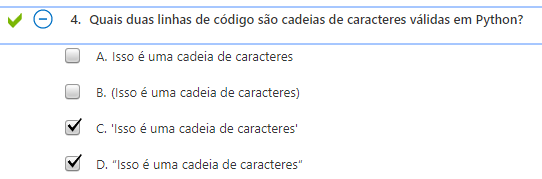 4. Quais duas linhas de código são cadeias de caracteres válidas em Python?
A. Isso é uma cadeia de caracteres
B. (Isso é uma cadeia de caracteres)
C. 'Isso é uma cadeia de caracteres'
D. “Isso é uma cadeia de caracteres”